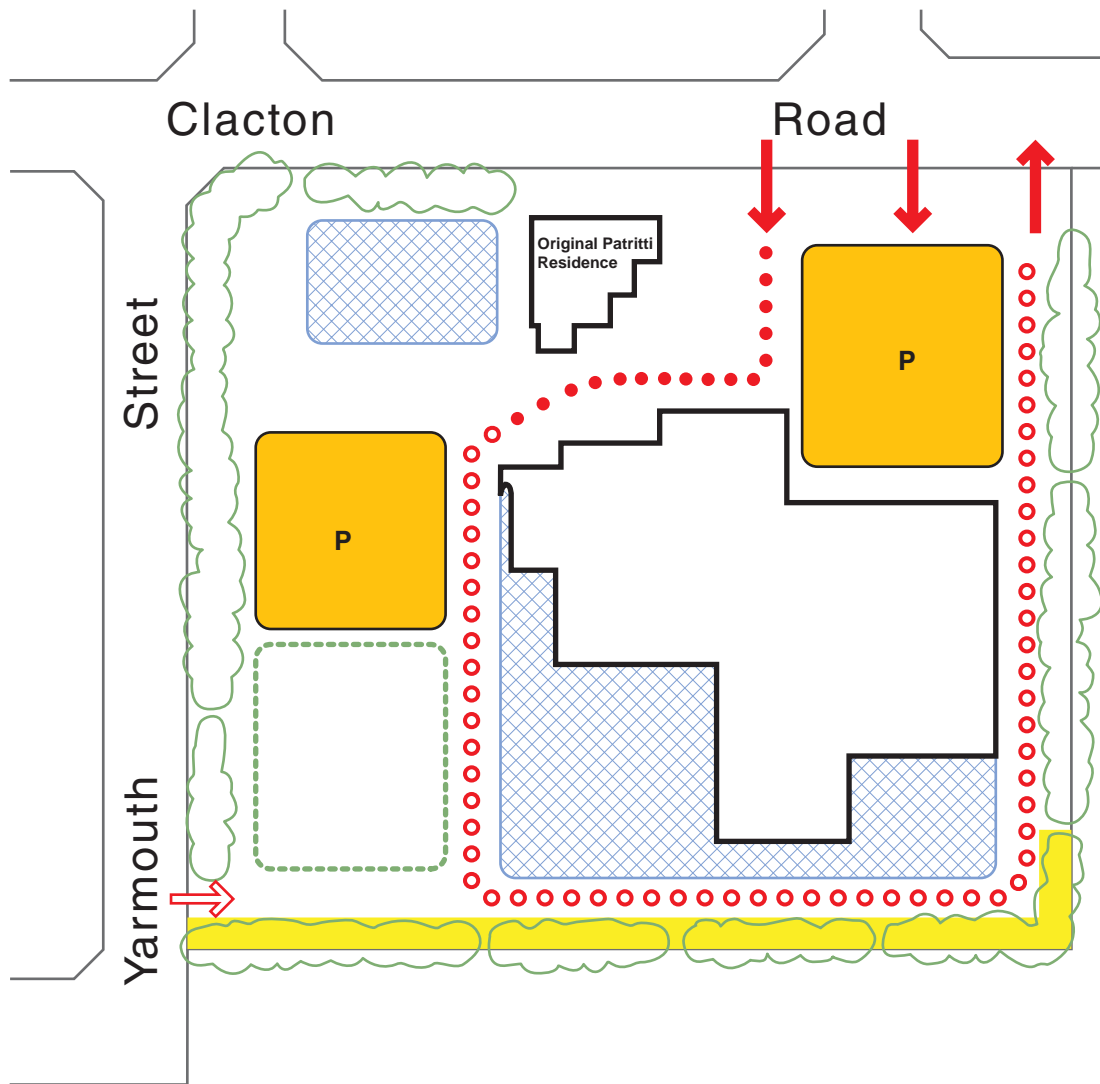 Clacton Road
Original Patritti
Residence
P
P
Yarmouth Street